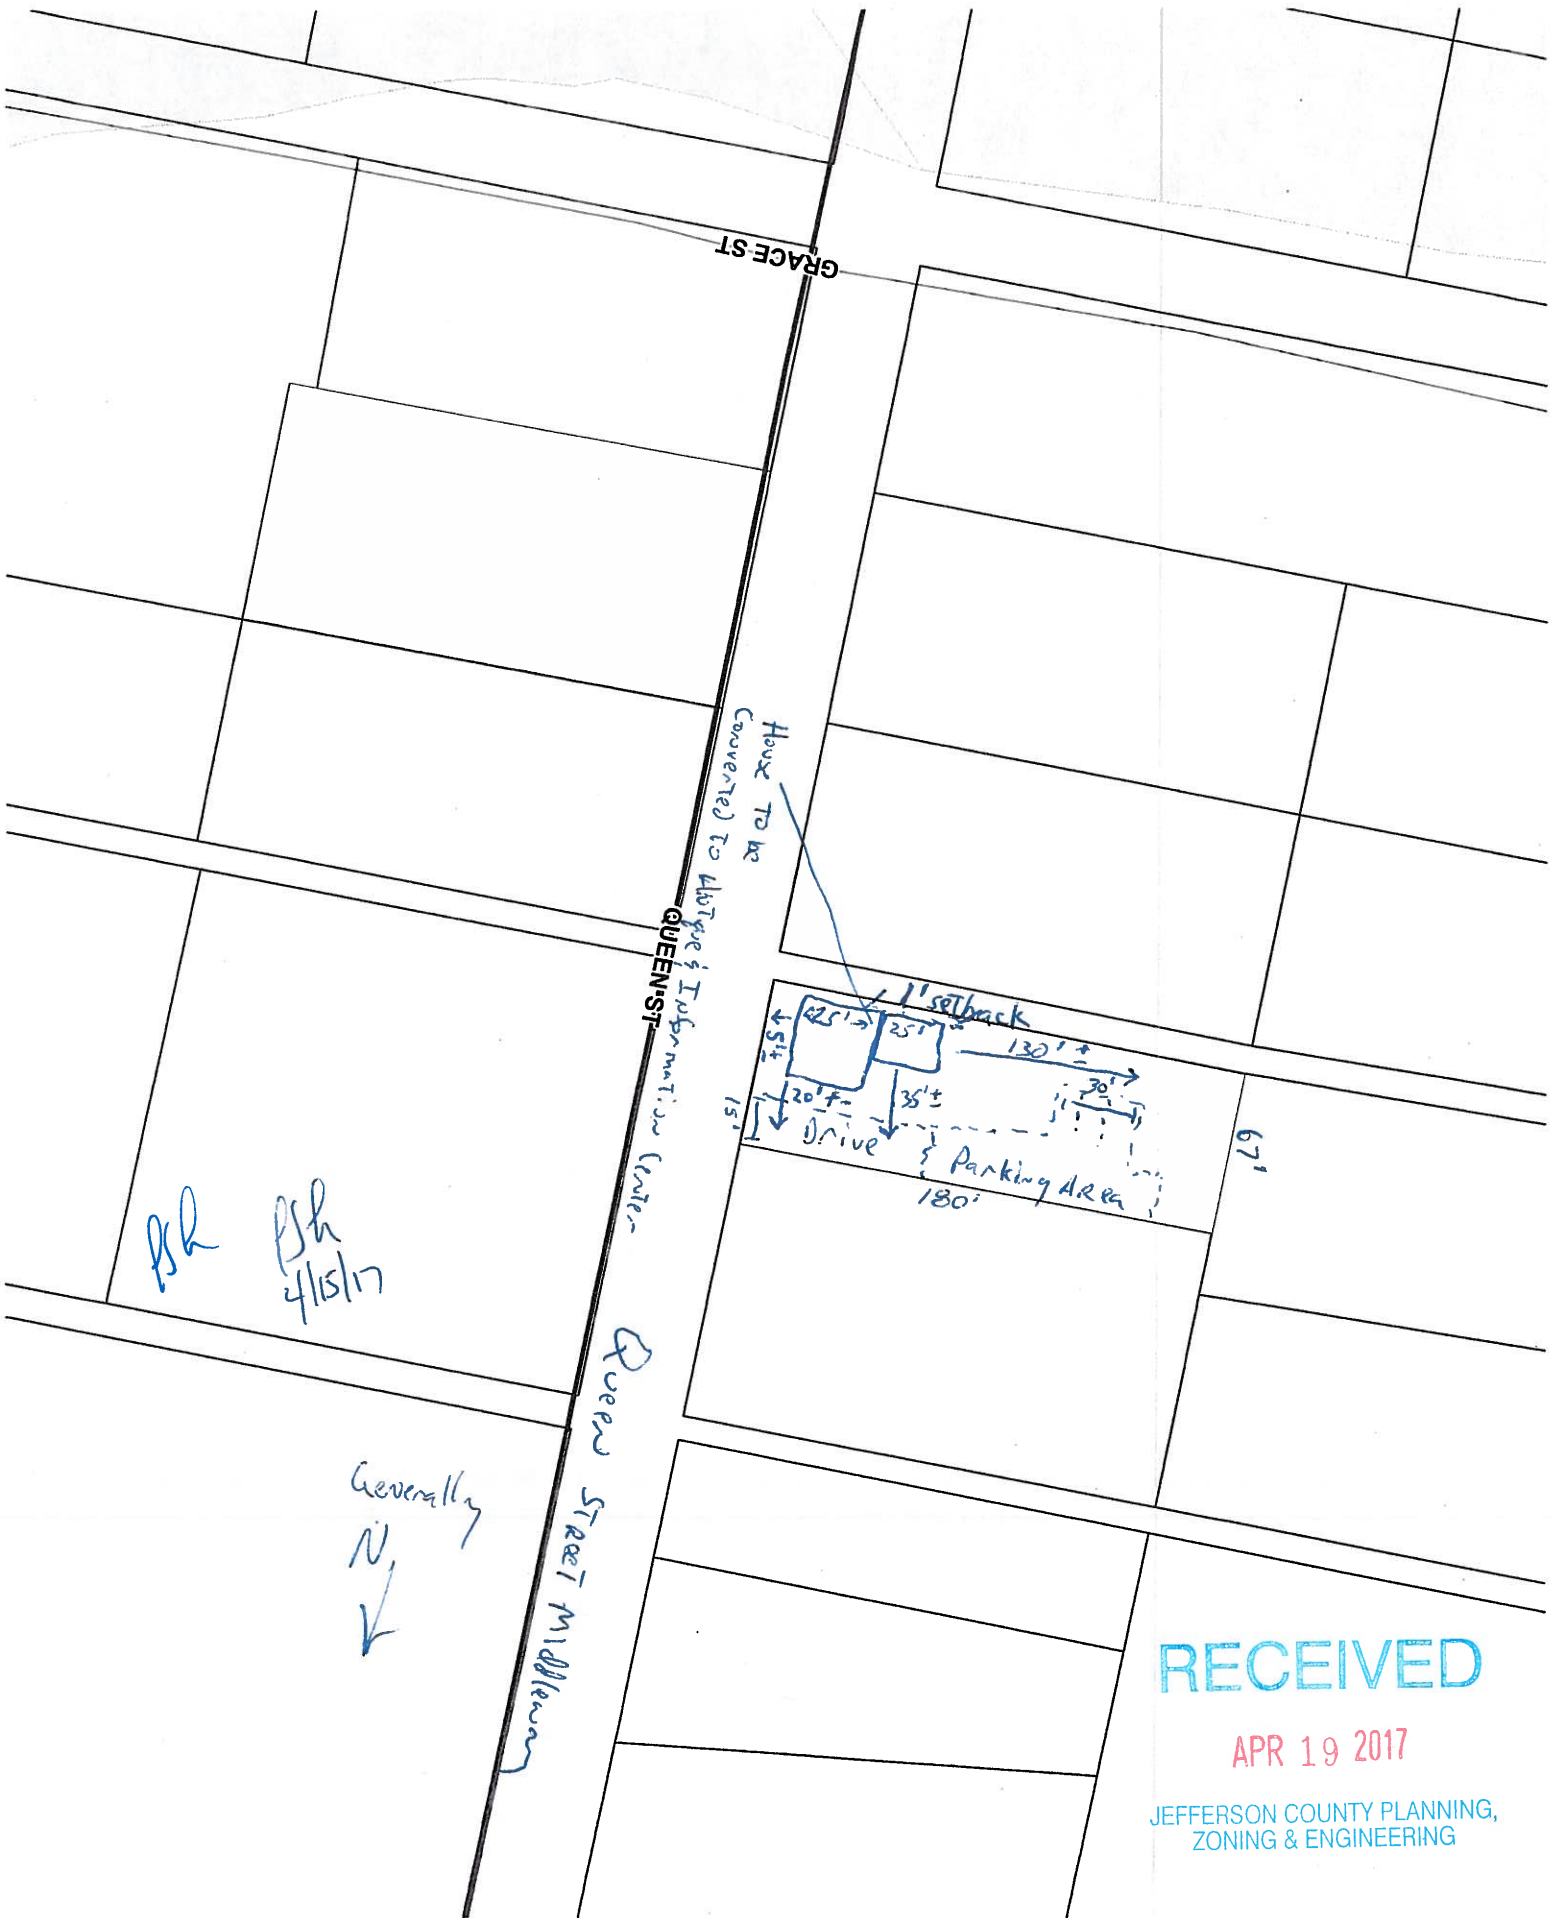 GRACE ST
House To be
Converted To Antique & Information Center
QUEEN ST
1' setback
25'
25'
5'±
130' ±
30'
20' ±
35' ±
15'
Drive
Parking Area
180'
67'
4/15/17
Queen Street Middleway
Generally
N
RECEIVED
APR 19 2017
JEFFERSON COUNTY PLANNING,
ZONING & ENGINEERING